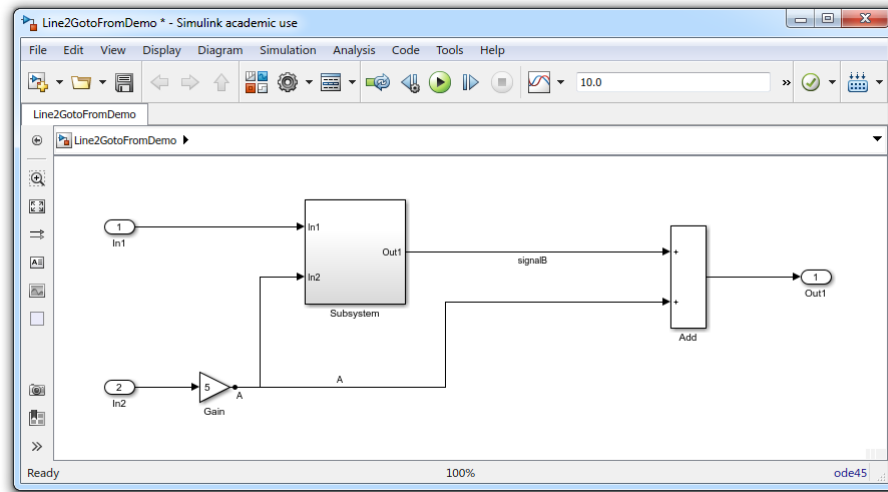 Line2GotoFromDemo * - Simulink academic use
File Edit View Display Diagram Simulation Analysis Code Tools Help
10.0 »
Line2GotoFromDemo
Line2GotoFromDemo
1
In1
In1
Out1
In2
Subsystem
signalB
+
+
Add
1
Out1
2
In2
5
Gain
A
A
»
Ready 100% ode45